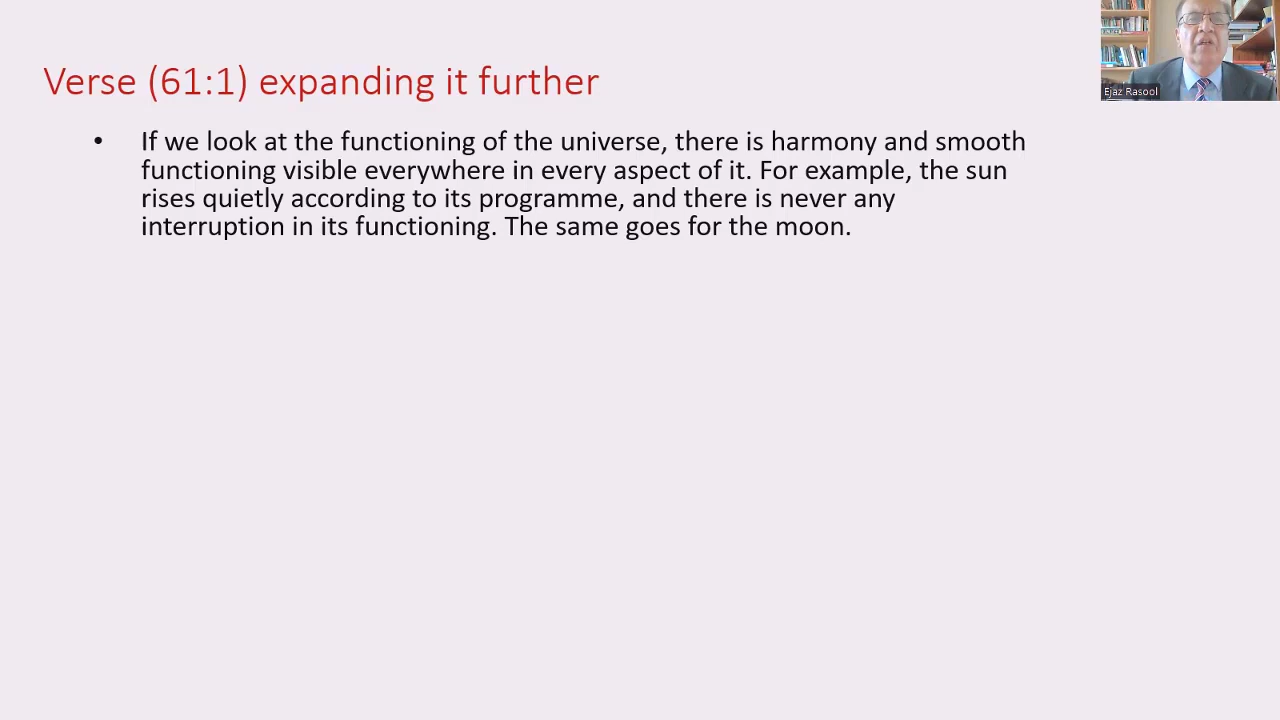 Verse (61:1) expanding it further
• If we look at the functioning of the universe, there is harmony and smooth
functioning visible everywhere in every aspect of it. For example, the sun
rises quietly according to its programme, and there is never any
interruption in its functioning. The same goes for the moon.
Ejaz Rasool